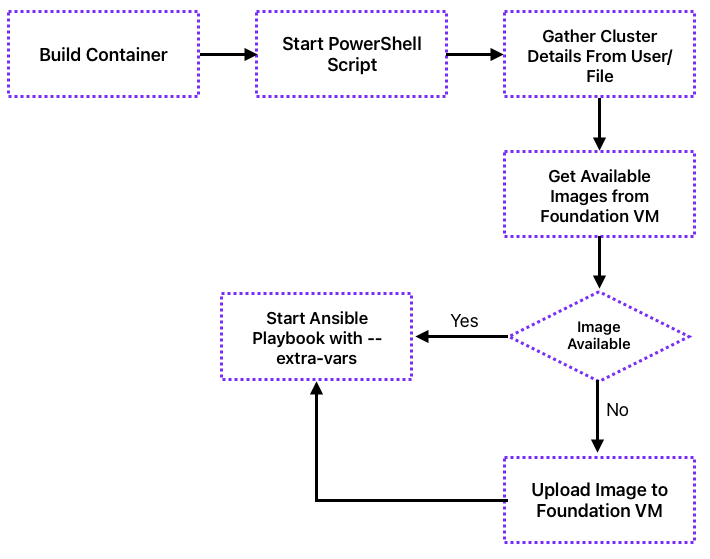 Build Container
Start PowerShell
Script
Gather Cluster
Details From User/
File
Get Available
Images from
Foundation VM
Image
Available
Yes
Start Ansible
Playbook with --
extra-vars
No
Upload Image to
Foundation VM